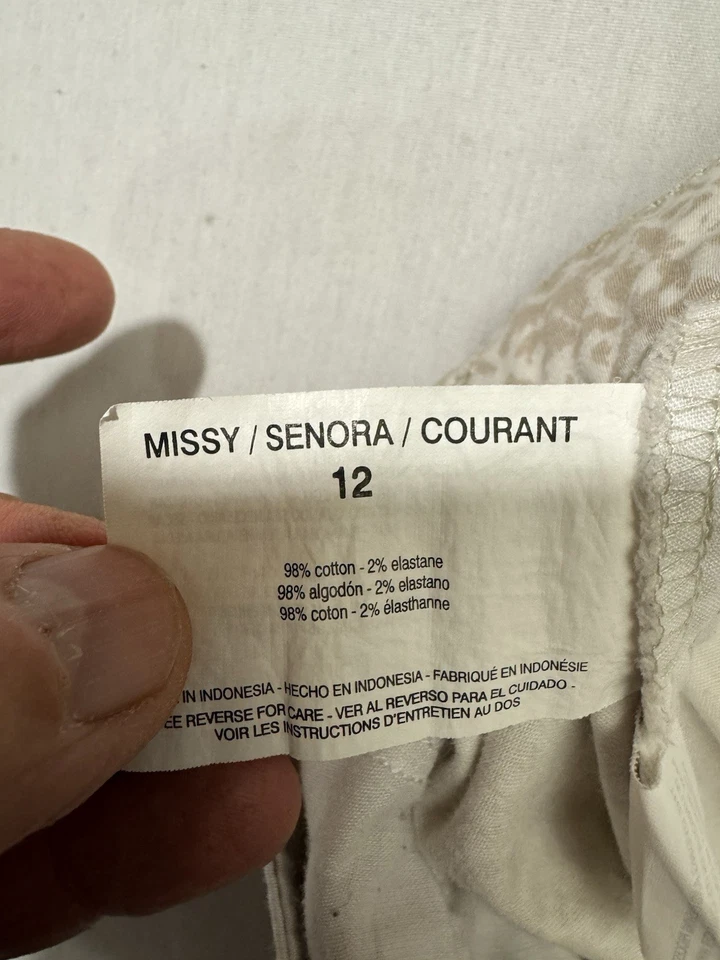 MISSY / SENORA / COURANT
12
98% cotton - 2% elastane
98% algodón - 2% elastano
98% coton - 2% élasthanne
IN INDONESIA - HECHO EN INDONESIA - FABRIQUÉ EN INDONÉSIE
REVERSE FOR CARE - VER AL REVERSO PARA EL CUIDADO -
VOIR LES INSTRUCTIONS D'ENTRETIEN AU DOS